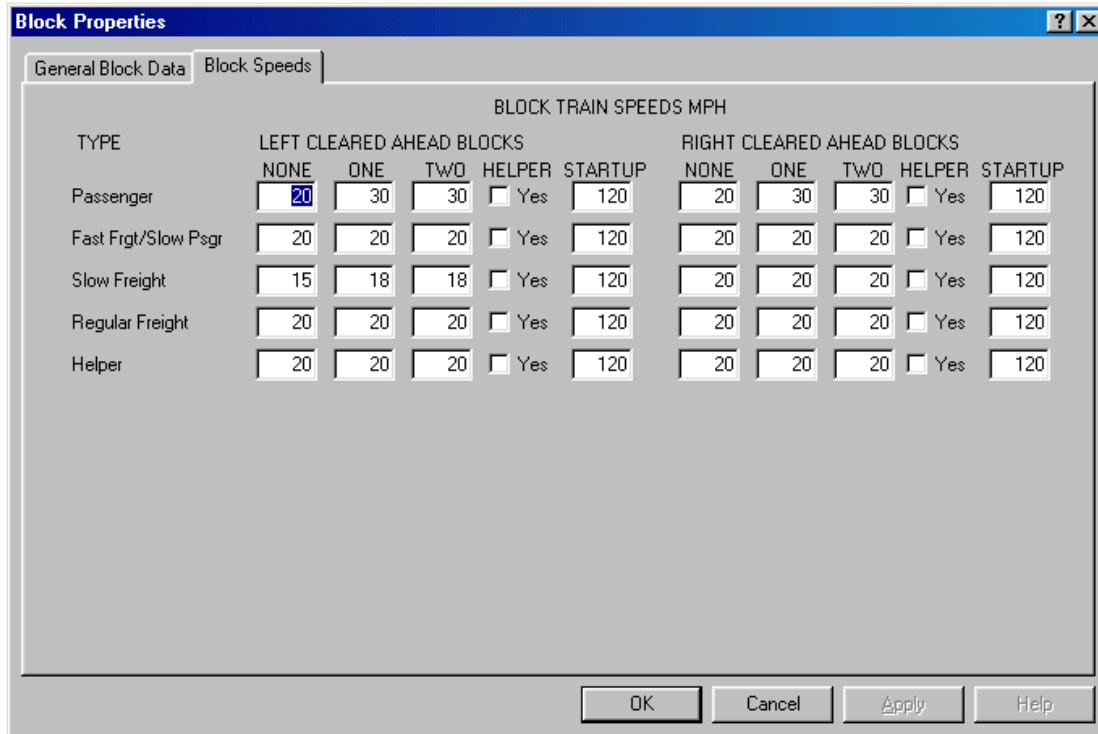 Block Properties
General Block Data Block Speeds
BLOCK TRAIN SPEEDS MPH
TYPE LEFT CLEARED AHEAD BLOCKS RIGHT CLEARED AHEAD BLOCKS
NONE ONE TWO HELPER STARTUP NONE ONE TWO HELPER STARTUP
Passenger 20 30 30 Yes 120 20 30 30 Yes 120
Fast Frgt/Slow Psgr 20 20 20 Yes 120 20 20 20 Yes 120
Slow Freight 15 18 18 Yes 120 20 20 20 Yes 120
Regular Freight 20 20 20 Yes 120 20 20 20 Yes 120
Helper 20 20 20 Yes 120 20 20 20 Yes 120
OK Cancel Apply Help